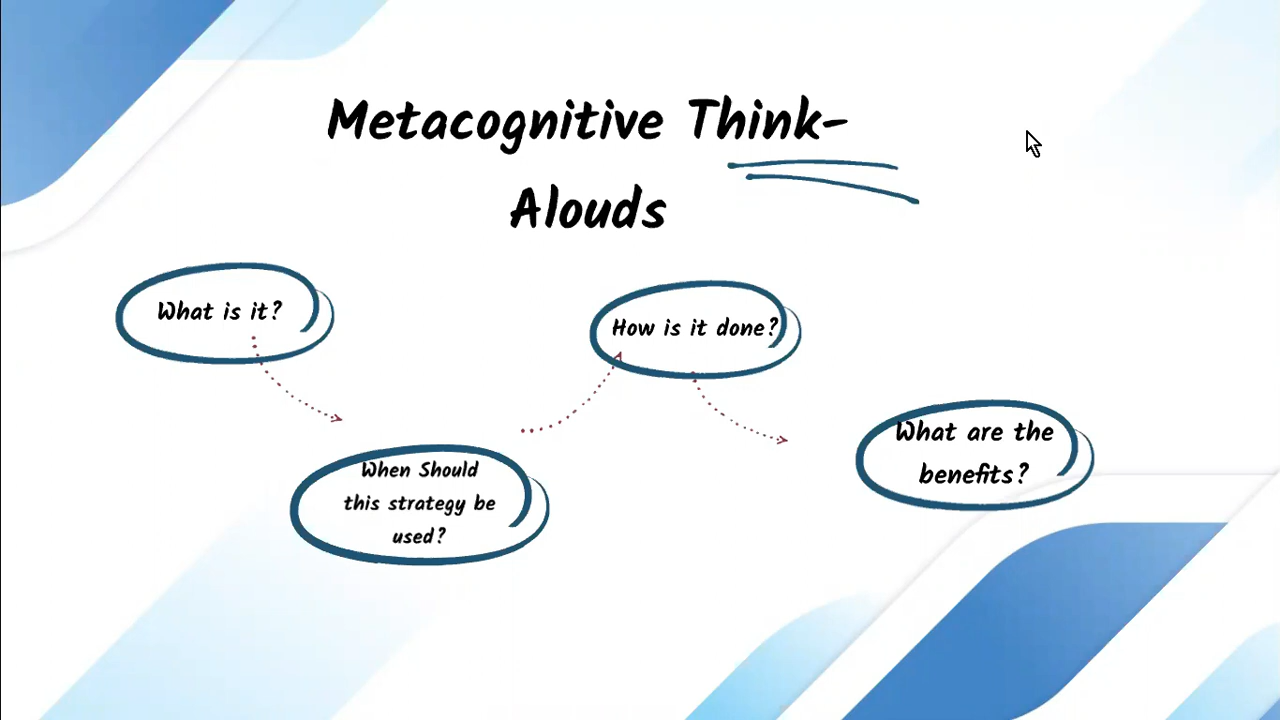 Metacognitive Think-
Alouds
What is it?
How is it done?
What are the
benefits?
When Should
this strategy be
used?